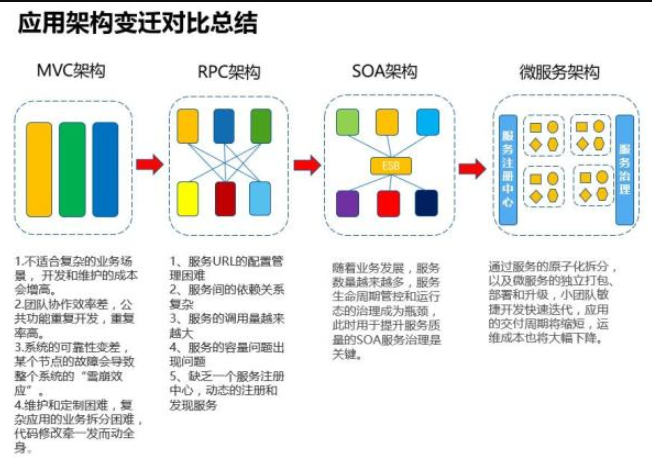 应用架构变迁对比总结
MVC架构
RPC架构
SOA架构
微服务架构
ESB
服务注册中心
服务治理
1.不适合复杂的业务场
景，开发和维护的成本
会增高。
2.团队协作效率差，公
共功能重复开发，重复
率高。
3.系统的可靠性变差，
某个节点的故障会导致
整个系统的“雪崩效
应”。
4.维护和定制困难，复
杂应用的业务拆分困难，
代码修改牵一发而动全
身。
1、服务URL的配置管
理困难
2、服务间的依赖关系
复杂
3、服务的调用量越来
越大
4、服务的容量问题出
现问题
5、缺乏一个服务注册
中心，动态的注册和
发现服务
随着业务发展，服务
数量越来越多，服务
生命周期管控和运行
态的治理成为瓶颈，
此时用于提升服务质
量的SOA服务治理是
关键。
通过服务的原子化拆分，
以及微服务的独立打包、
部署和升级，小团队敏
捷开发快速迭代，应用
的交付周期将缩短，运
维成本也将大幅下降。